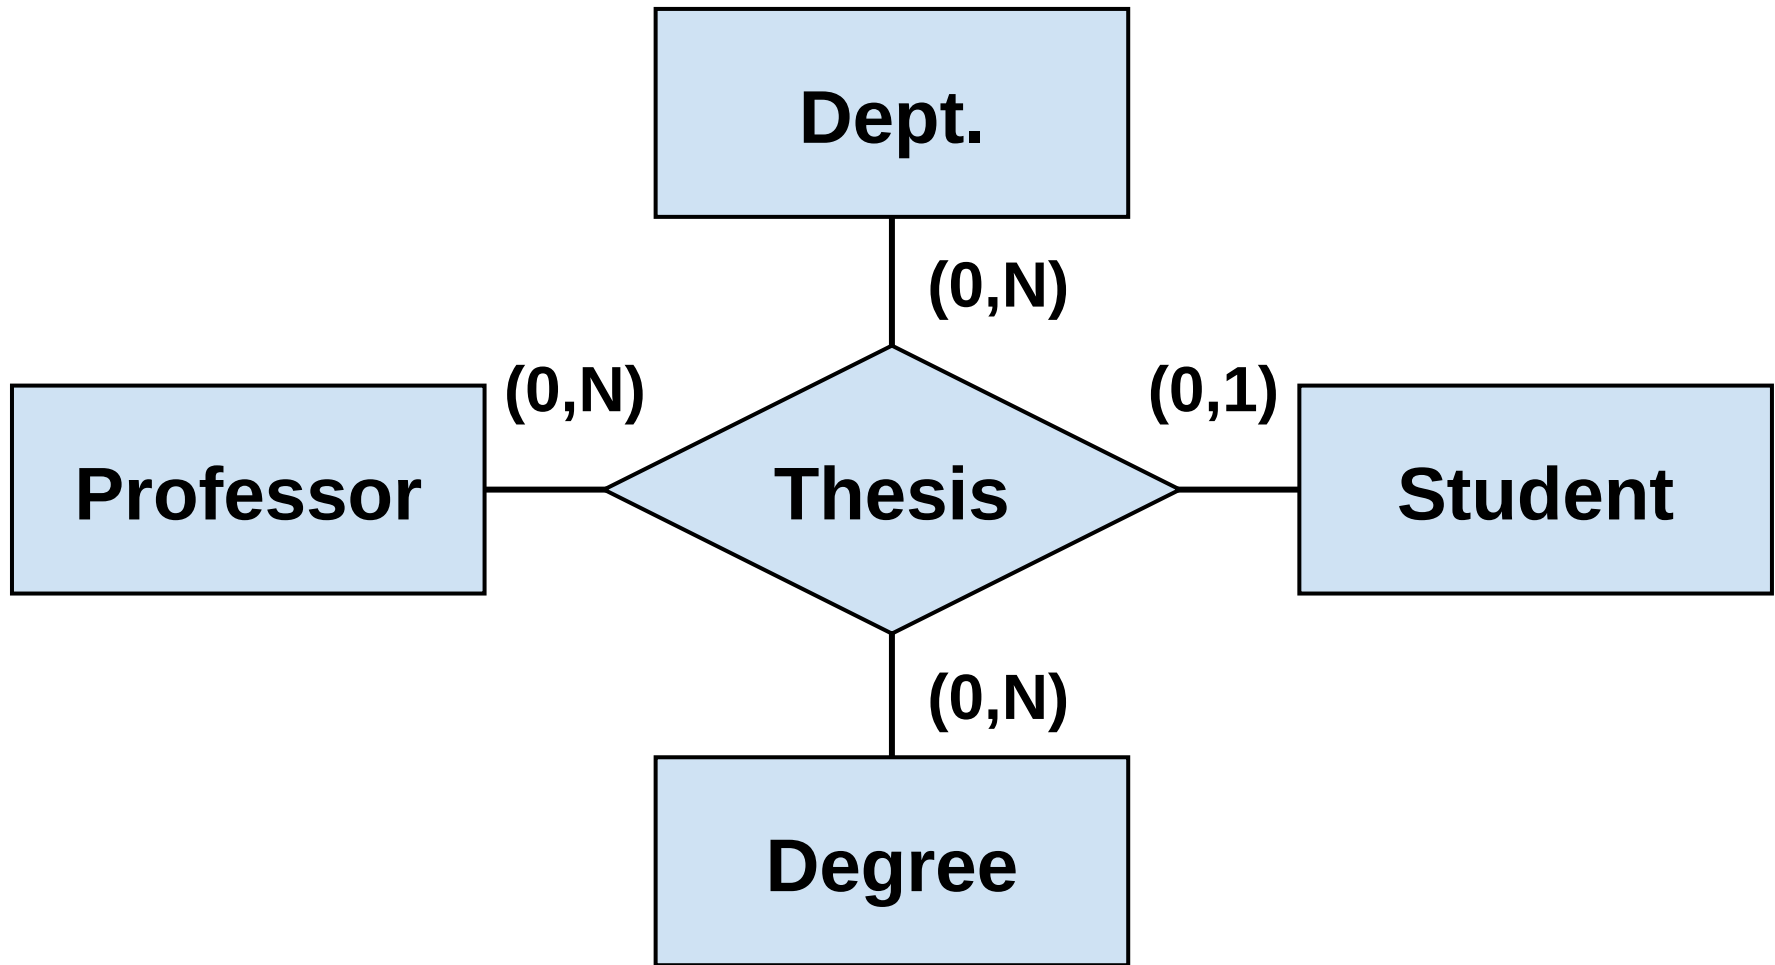 Dept.
(0,N)
(0,N)
(0,1)
Professor
Thesis
Student
(0,N)
Degree